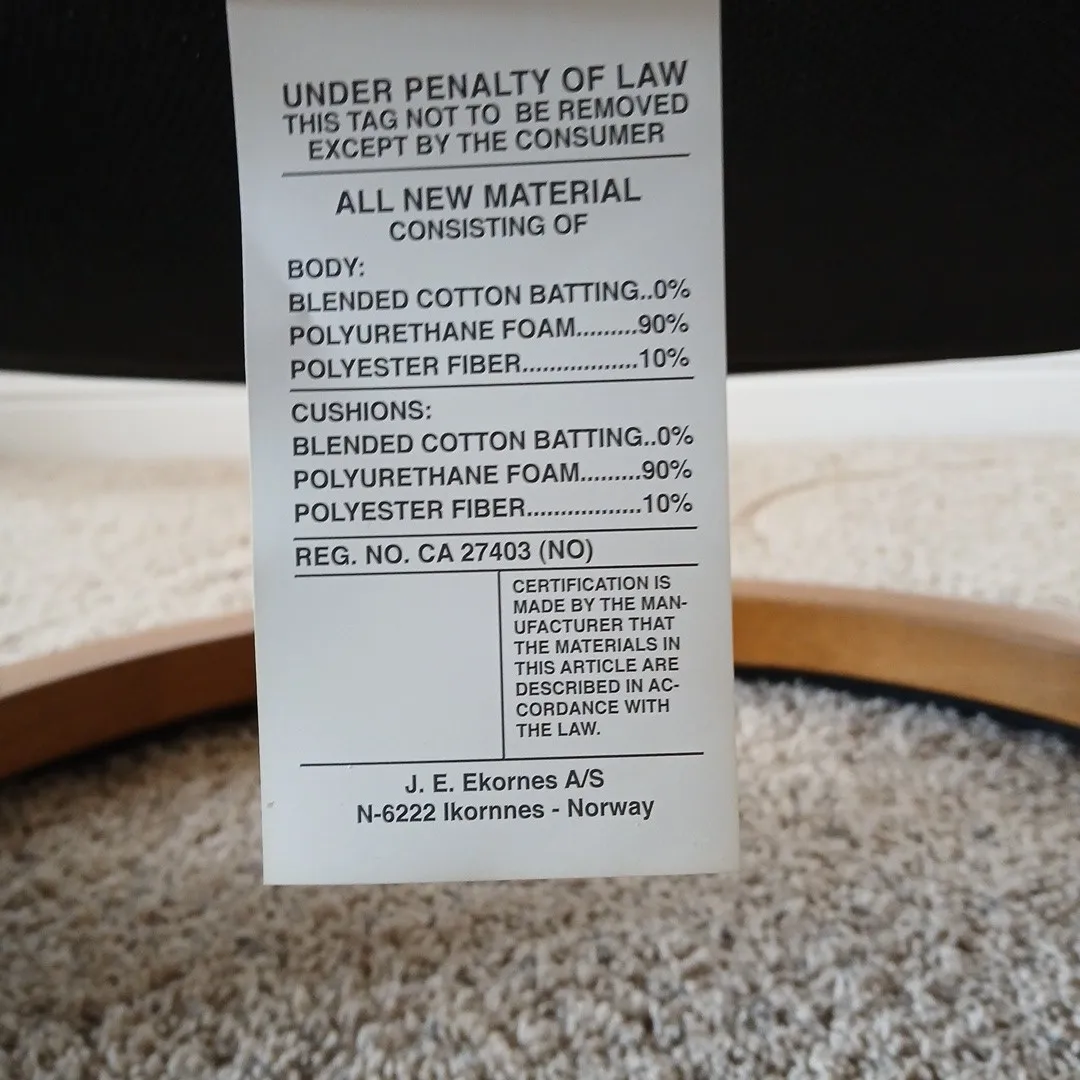 UNDER PENALTY OF LAW
THIS TAG NOT TO BE REMOVED
EXCEPT BY THE CONSUMER
ALL NEW MATERIAL
CONSISTING OF
BODY:
BLENDED COTTON BATTING..0%
POLYURETHANE FOAM.........90%
POLYESTER FIBER.................10%
CUSHIONS:
BLENDED COTTON BATTING..0%
POLYURETHANE FOAM.........90%
POLYESTER FIBER.................10%
REG. NO. CA 27403 (NO)
CERTIFICATION IS
MADE BY THE MAN-
UFACTURER THAT
THE MATERIALS IN
THIS ARTICLE ARE
DESCRIBED IN AC-
CORDANCE WITH
THE LAW.
J. E. Ekornes A/S
N-6222 Ikornnes - Norway